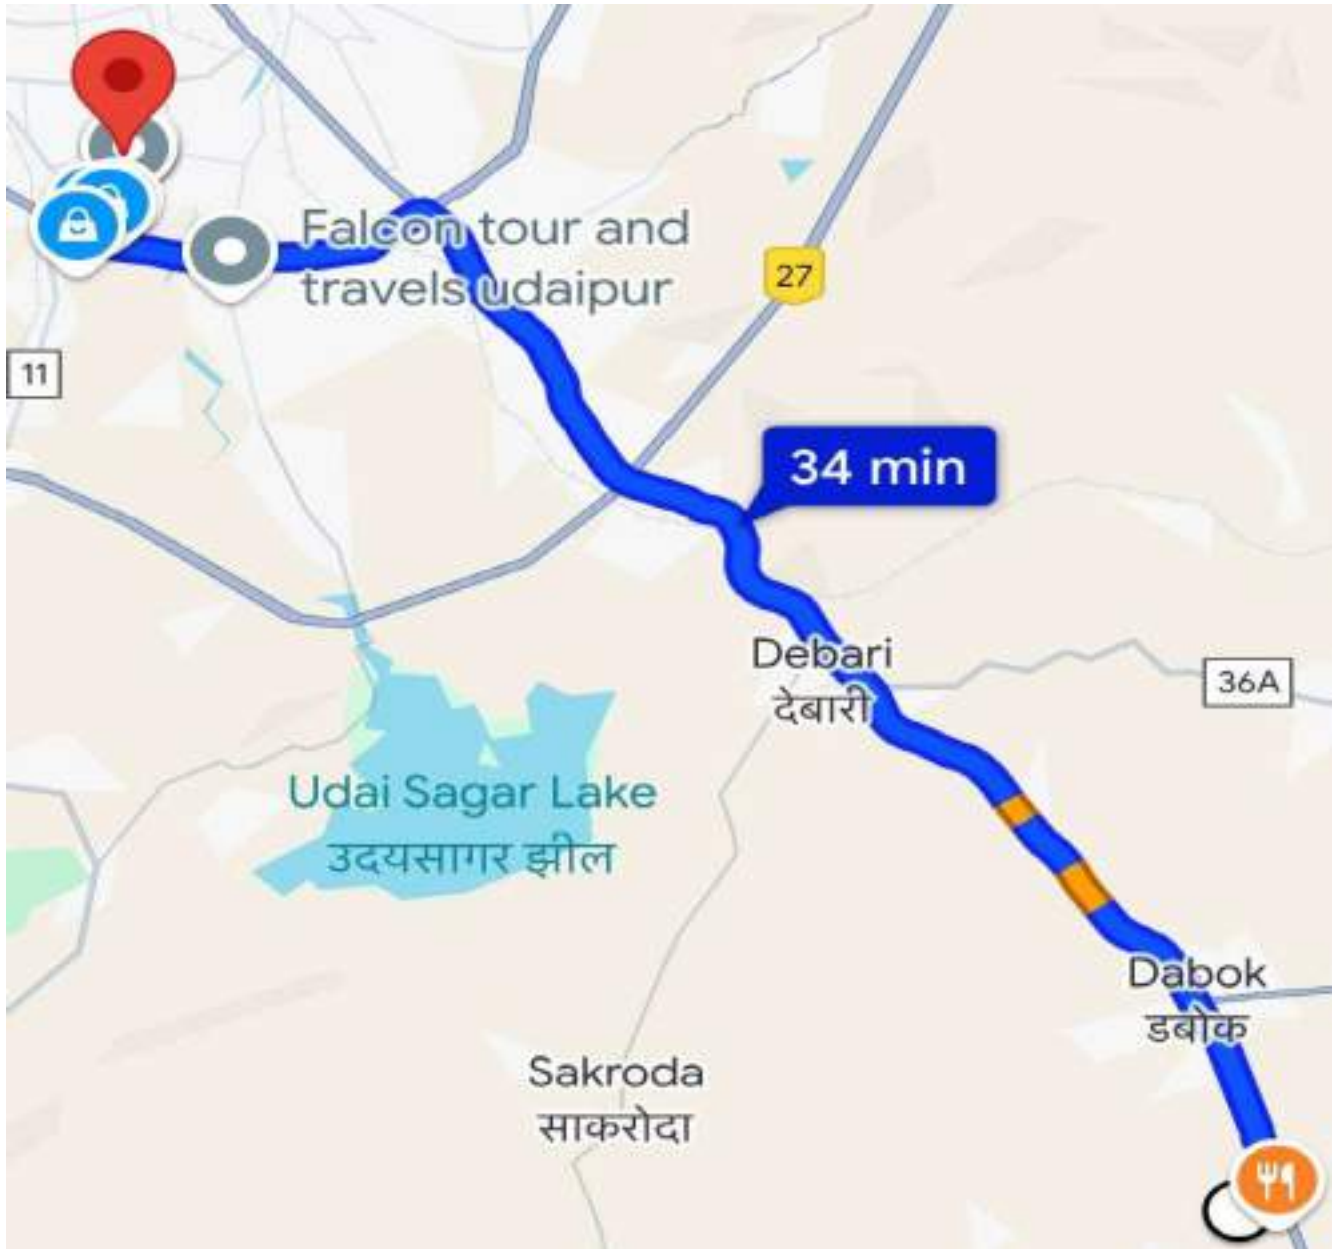 Falcon tour and
travels udaipur
27
11
34 min
Debari
देबारी
36A
Udai Sagar Lake
उदयसागर झील
Dabok
डबोक
Sakroda
साकरोदा